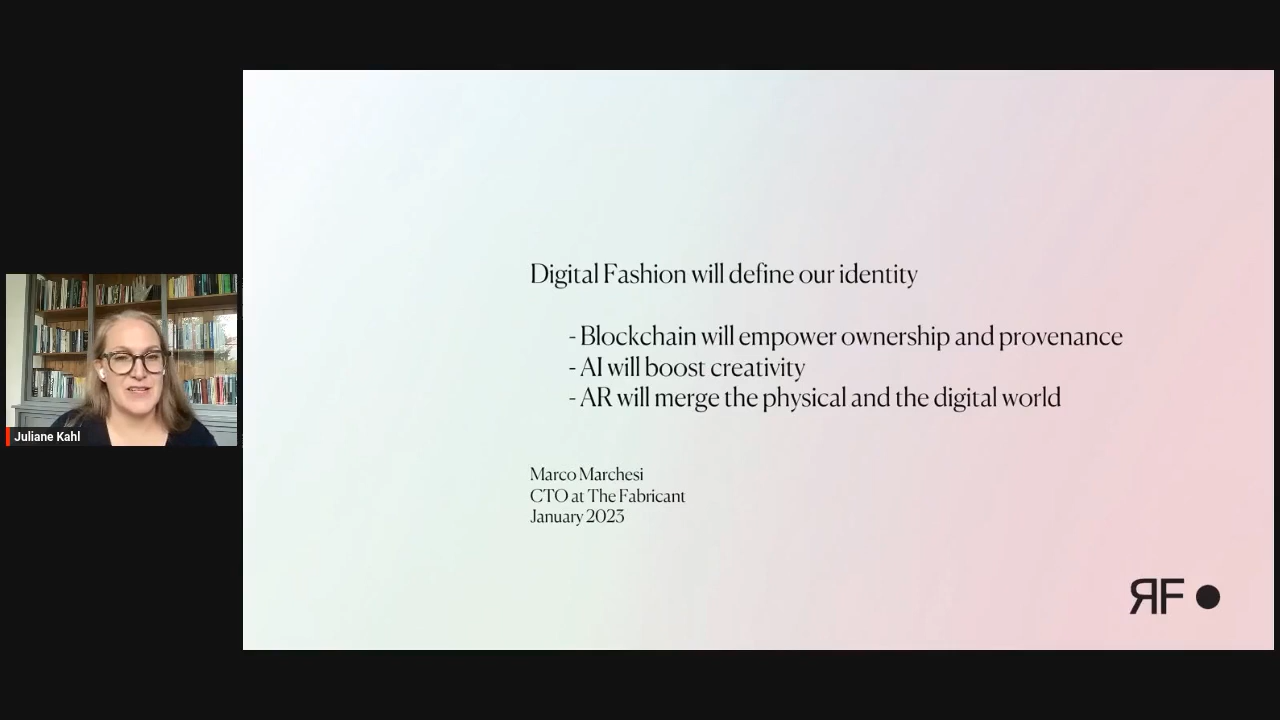 Digital Fashion will define our identity
- Blockchain will empower ownership and provenance
- AI will boost creativity
- AR will merge the physical and the digital world
Marco Marchesi
CTO at The Fabricant
January 2023
Juliane Kahl
ЯF